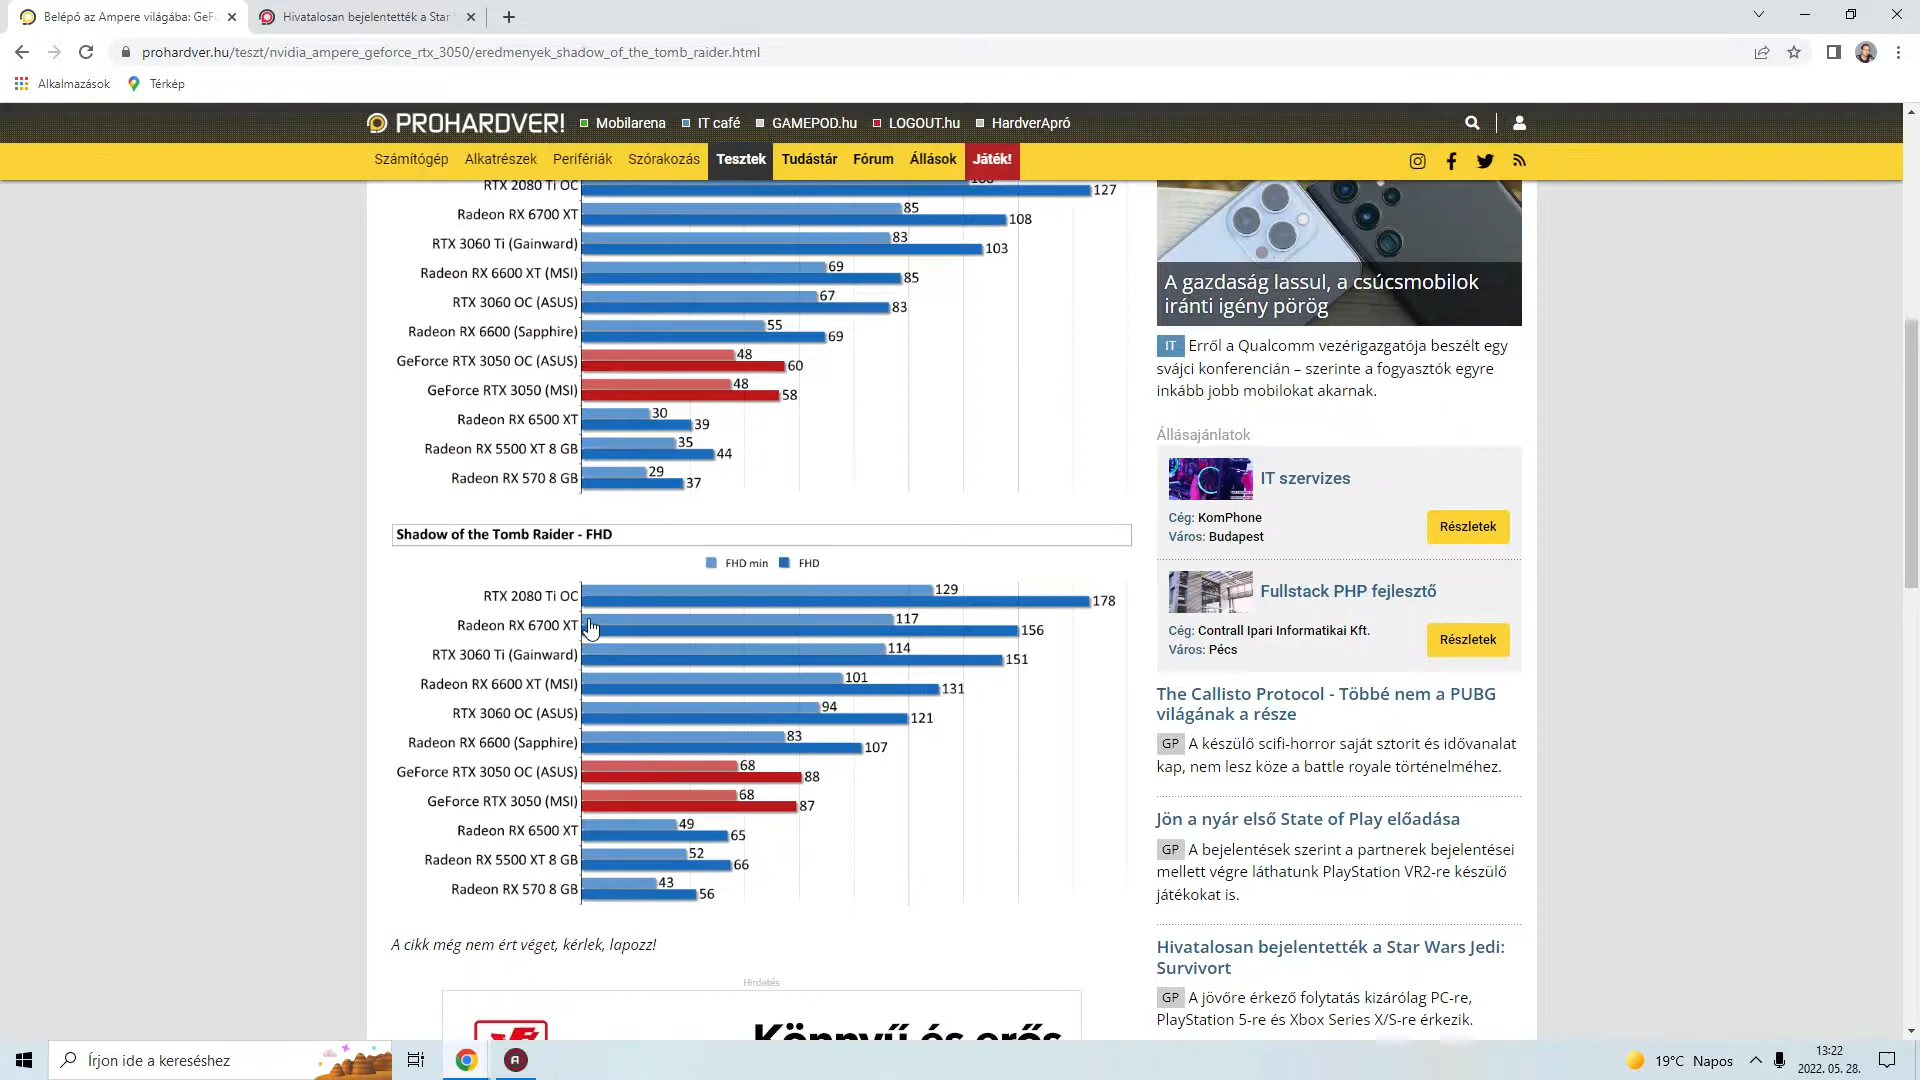 Belépő az Ampere világába: GeF
Hivatalosan bejelentették a Star
prohardver.hu/teszt/nvidia_ampere_geforce_rtx_3050/eredmenyek_shadow_of_the_tomb_raider.html
Alkalmazások Térkép
PROHARDVER! Mobilarena IT café GAMEPOD.hu LOGOUT.hu HardverApró
Számítógép Alkatrészek Perifériák Szórakozás Tesztek Tudástár Fórum Állások Játék!
RTX 2080 Ti OC 127
Radeon RX 6700 XT 85 108
RTX 3060 Ti (Gainward) 83 103
Radeon RX 6600 XT (MSI) 69 85
RTX 3060 OC (ASUS) 67 83
Radeon RX 6600 (Sapphire) 55 69
GeForce RTX 3050 OC (ASUS) 48 60
GeForce RTX 3050 (MSI) 48 58
Radeon RX 6500 XT 30 39
Radeon RX 5500 XT 8 GB 35 44
Radeon RX 570 8 GB 29 37
Shadow of the Tomb Raider - FHD
FHD min FHD
RTX 2080 Ti OC 129 178
Radeon RX 6700 XT 117 156
RTX 3060 Ti (Gainward) 114 151
Radeon RX 6600 XT (MSI) 101 131
RTX 3060 OC (ASUS) 94 121
Radeon RX 6600 (Sapphire) 83 107
GeForce RTX 3050 OC (ASUS) 68 88
GeForce RTX 3050 (MSI) 68 87
Radeon RX 6500 XT 49 65
Radeon RX 5500 XT 8 GB 52 66
Radeon RX 570 8 GB 43 56
A cikk még nem ért véget, kérlek, lapozz!
Hirdetés
Könnyű és erős
A gazdaság lassul, a csúcsmobilok
iránti igény pörög
IT Erről a Qualcomm vezérigazgatója beszélt egy
svájci konferencián – szerinte a fogyasztók egyre
inkább jobb mobilokat akarnak.
Állásajánlatok
IT szervizes
Cég: KomPhone
Város: Budapest
Részletek
Fullstack PHP fejlesztő
Cég: Contrall Ipari Informatikai Kft.
Város: Pécs
Részletek
The Callisto Protocol - Többé nem a PUBG
világának a része
GP A készülő scifi-horror saját sztorit és idővanalat
kap, nem lesz köze a battle royale történelméhez.
Jön a nyár első State of Play előadása
GP A bejelentések szerint a partnerek bejelentései
mellett végre láthatunk PlayStation VR2-re készülő
játékokat is.
Hivatalosan bejelentették a Star Wars Jedi:
Survivort
GP A jövőre érkező folytatás kizárólag PC-re,
PlayStation 5-re és Xbox Series X/S-re érkezik.
Írjon ide a kereséshez
19°C Napos
13:22
2022. 05. 28.